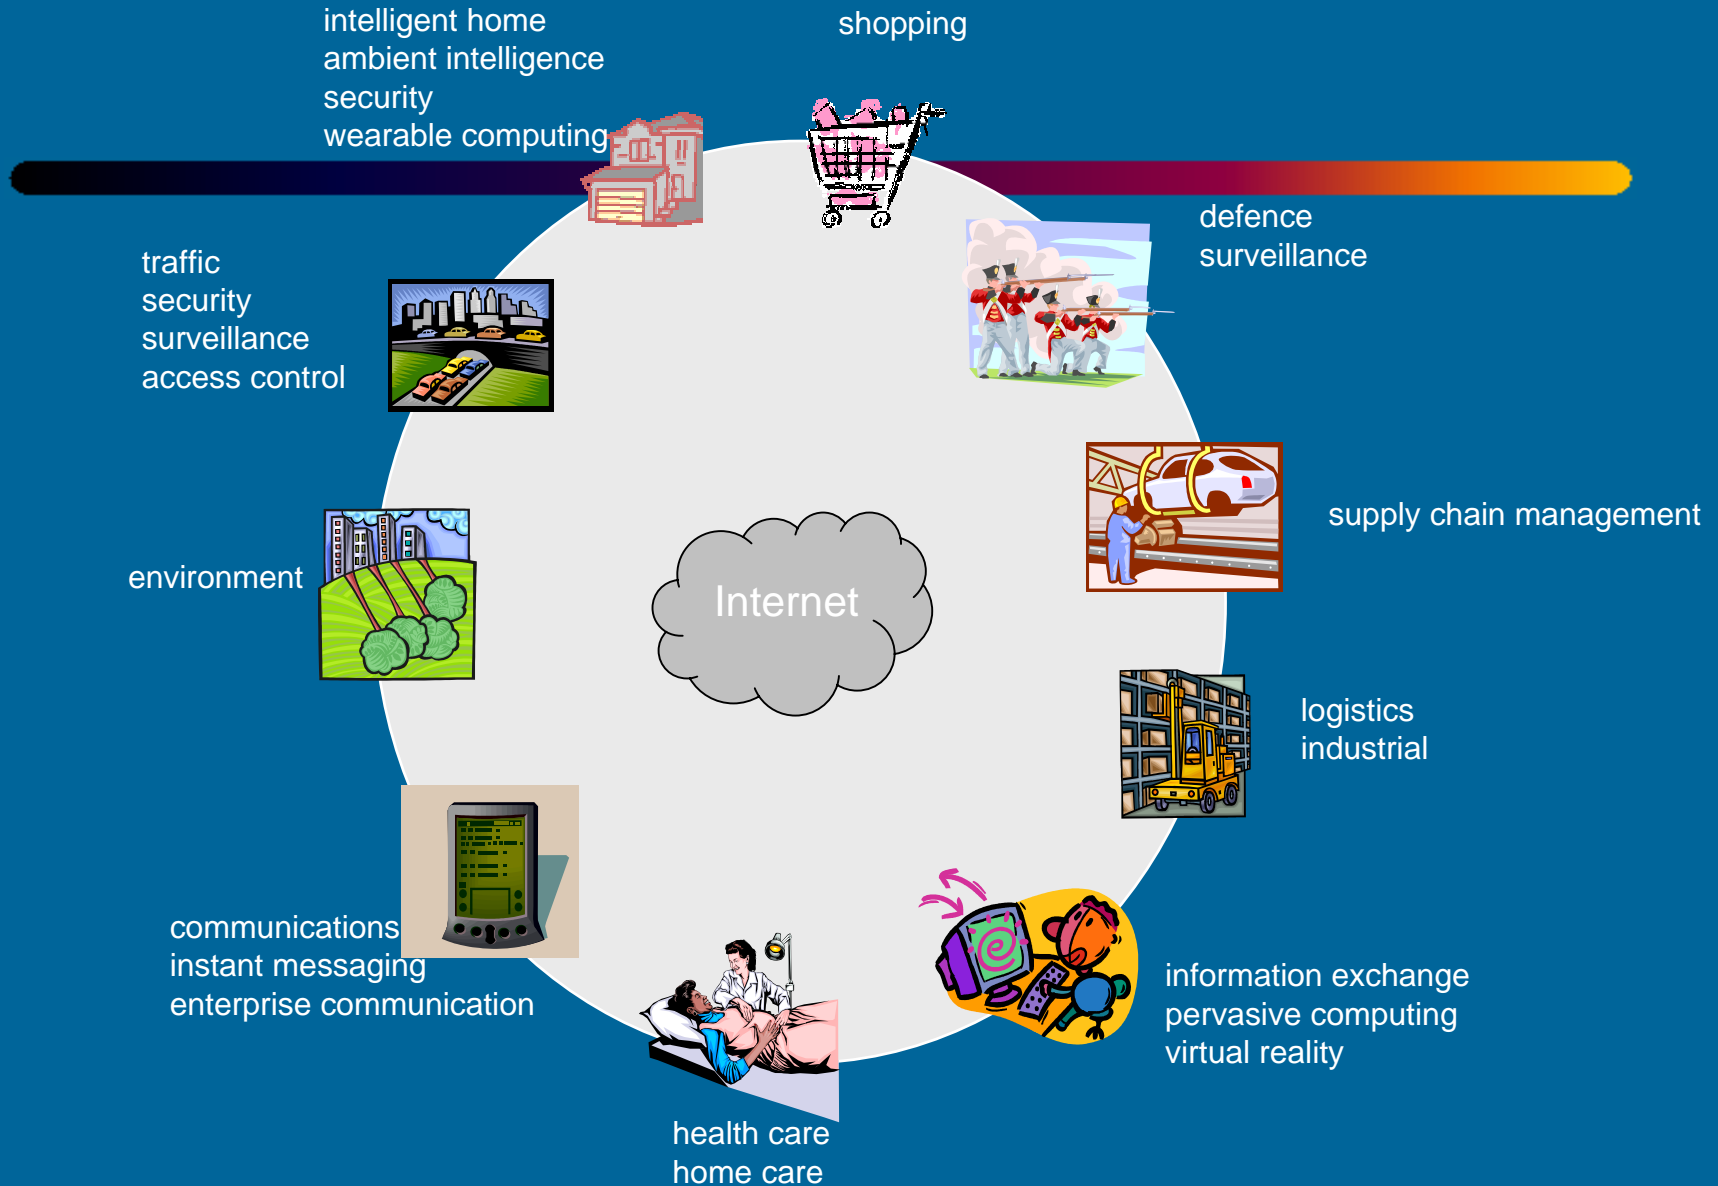 intelligent home
ambient intelligence
security
wearable computing
shopping
defence
surveillance
traffic
security
surveillance
access control
supply chain management
environment
Internet
logistics
industrial
communications
instant messaging
enterprise communication
information exchange
pervasive computing
virtual reality
health care
home care